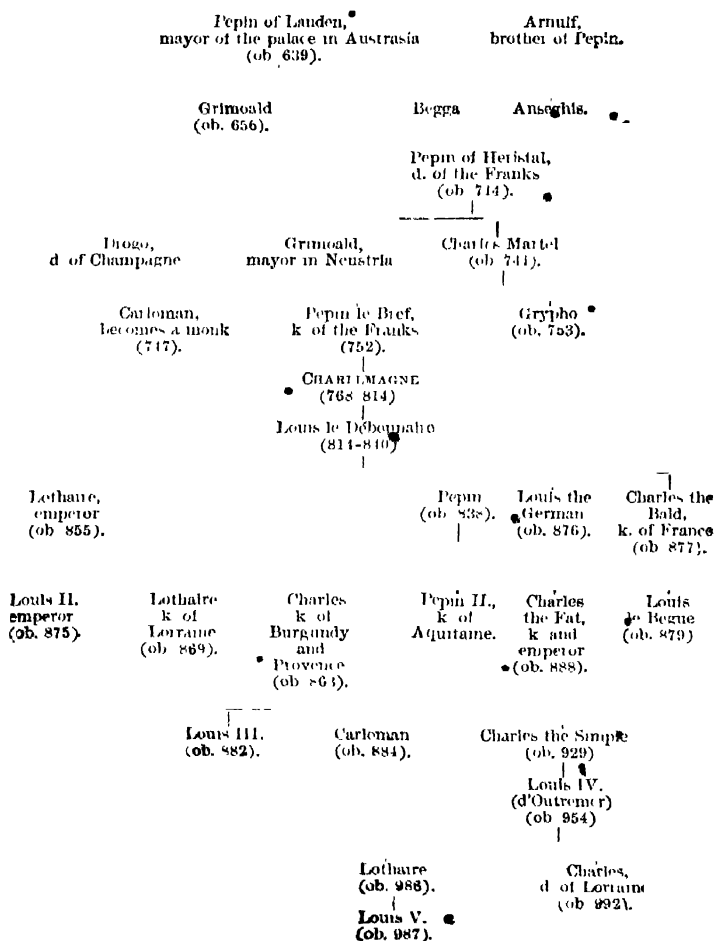 Pepin of Landen,
mayor of the palace in Austrasia
(ob 639).
Arnulf,
brother of Pepin.
Grimoald
(ob. 656).
Begga
Anseghis.
Pepin of Heristal,
d. of the Franks
(ob 714).
Drogo,
d of Champagne
Grimoald,
mayor in Neustria
Charles Martel
(ob 741).
Carloman,
becomes a monk
(747).
Pepin le Bref,
k of the Franks
(752).
Grypho
(ob. 753).
CHARLEMAGNE
(768 814)
Louis le Débonnaire
(814-840)
Lothaire,
emperor
(ob 855).
Pepin
(ob 838).
Louis the
German
(ob. 876).
Charles the
Bald,
k. of France
(ob 877).
Louis II.
emperor
(ob. 875).
Lothaire
k of
Lorraine
(ob 869).
Charles
k of
Burgundy
and
Provence
(ob 863).
Pepin II.,
k of
Aquitaine.
Charles
the Fat,
k and
emperor
(ob. 888).
Louis
le Begue
(ob 879)
Louis III.
(ob. 882).
Carloman
(ob. 884).
Charles the Simple
(ob. 929)
Louis IV.
(d'Outremer)
(ob 954)
Lothaire
(ob. 986).
Charles,
d of Lorraine
(ob 992).
Louis V.
(ob. 987).